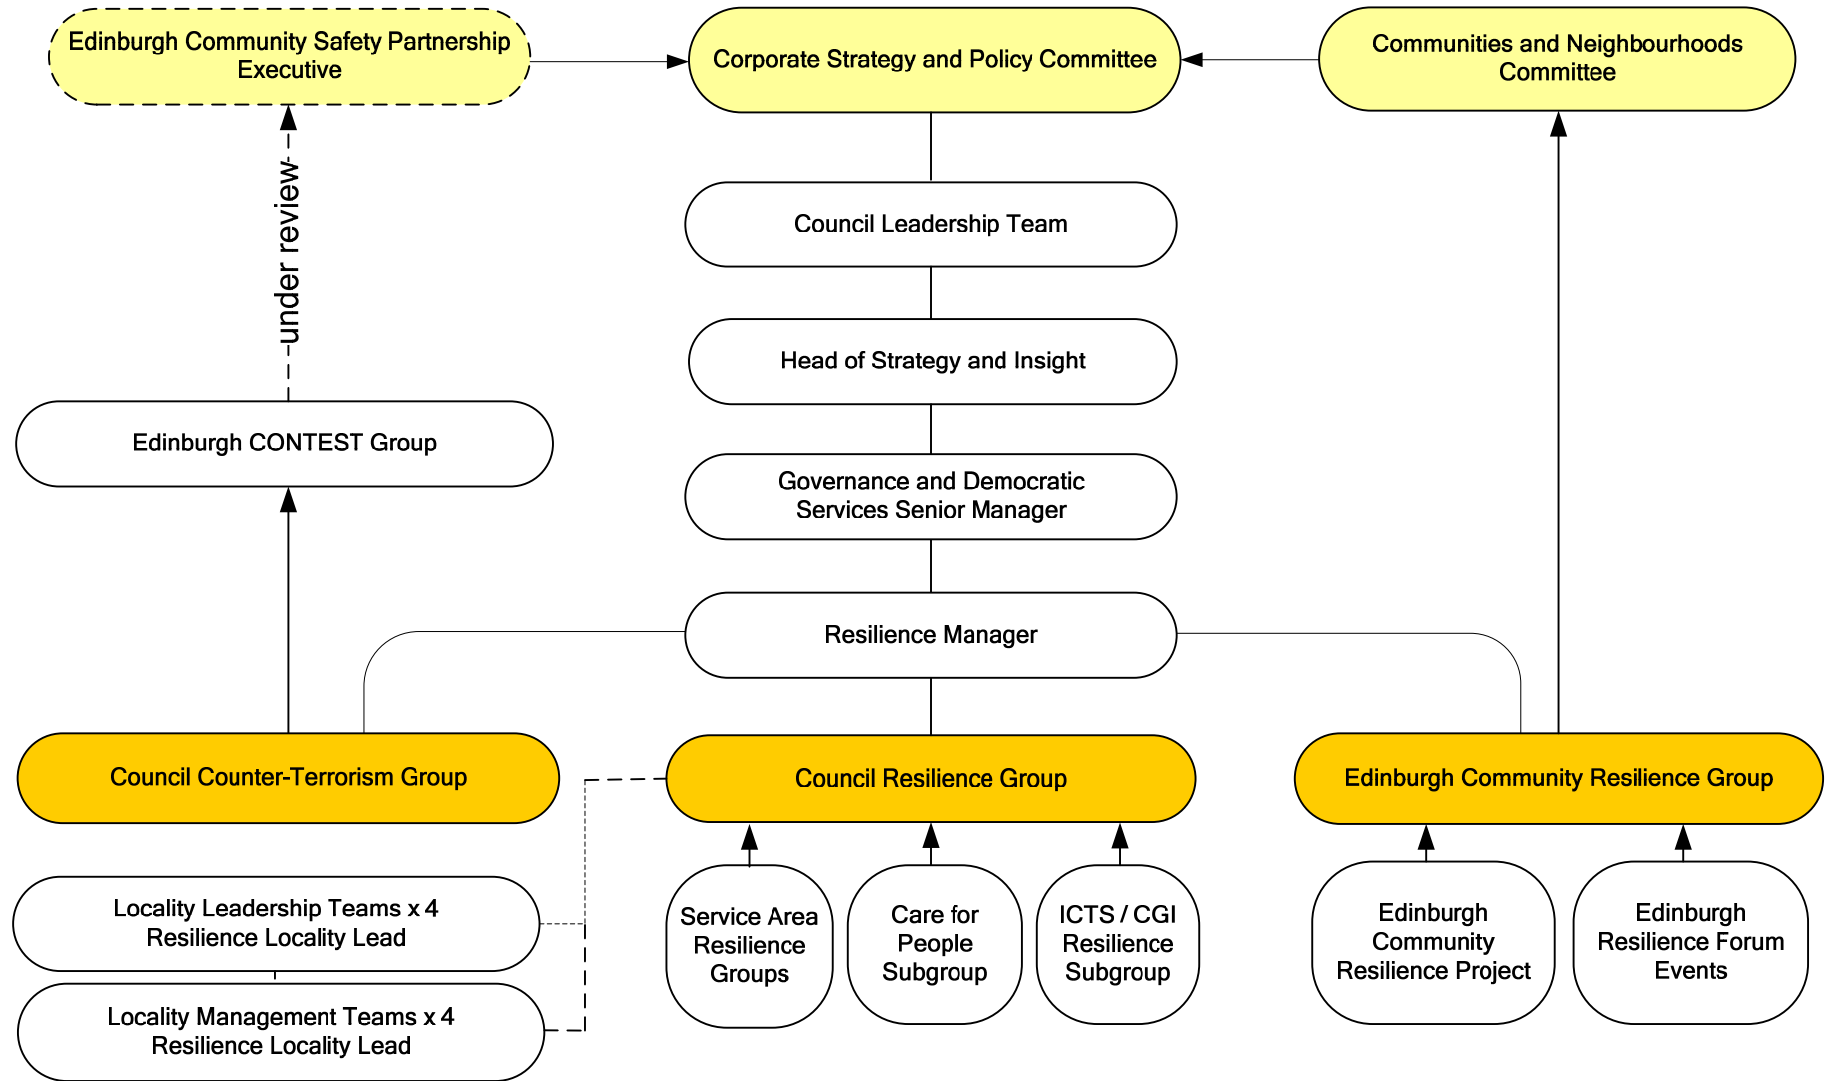 Edinburgh Community Safety Partnership
Executive
Corporate Strategy and Policy Committee
Communities and Neighbourhoods
Committee
under review
Council Leadership Team
Head of Strategy and Insight
Edinburgh CONTEST Group
Governance and Democratic
Services Senior Manager
Resilience Manager
Council Counter-Terrorism Group
Council Resilience Group
Edinburgh Community Resilience Group
Locality Leadership Teams x 4
Resilience Locality Lead
Locality Management Teams x 4
Resilience Locality Lead
Service Area
Resilience
Groups
Care for
People
Subgroup
ICTS / CGI
Resilience
Subgroup
Edinburgh
Community
Resilience Project
Edinburgh
Resilience Forum
Events